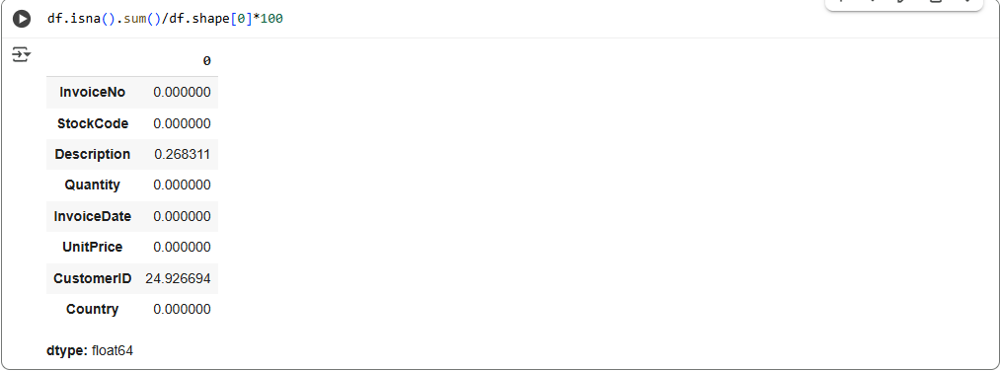 df.isna().sum()/df.shape[0]*100
0
InvoiceNo 0.000000
StockCode 0.000000
Description 0.268311
Quantity 0.000000
InvoiceDate 0.000000
UnitPrice 0.000000
CustomerID 24.926694
Country 0.000000
dtype: float64